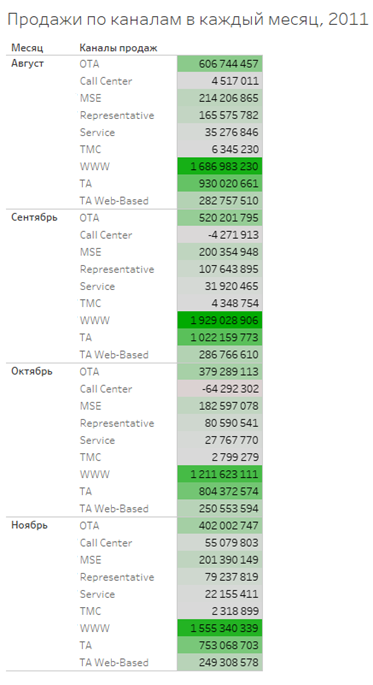 Продажи по каналам в каждый месяц, 2011
Месяц Каналы продаж
Август OTA 606 744 457
Call Center 4 517 011
MSE 214 206 865
Representative 165 575 782
Service 35 276 846
TMC 6 345 230
WWW 1 686 983 230
TA 930 020 661
TA Web-Based 282 757 510
Сентябрь OTA 520 201 795
Call Center -4 271 913
MSE 200 354 948
Representative 107 643 895
Service 31 920 465
TMC 4 348 754
WWW 1 929 028 906
TA 1 022 159 773
TA Web-Based 286 766 610
Октябрь OTA 379 289 113
Call Center -64 292 302
MSE 182 597 078
Representative 80 590 541
Service 27 767 770
TMC 2 799 279
WWW 1 211 623 111
TA 804 372 574
TA Web-Based 250 553 594
Ноябрь OTA 402 002 747
Call Center 55 079 803
MSE 201 390 149
Representative 79 237 819
Service 22 155 411
TMC 2 318 899
WWW 1 555 340 339
TA 753 068 703
TA Web-Based 249 308 578